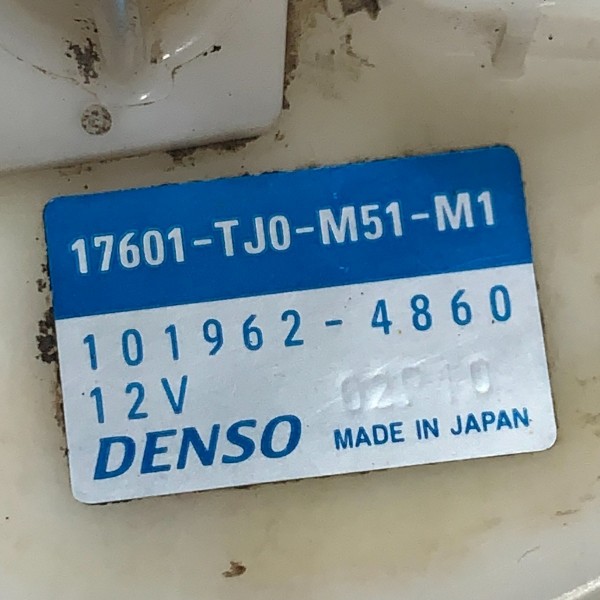 17601-TJ0-M51-M1
101962-4860
12V
DENSO MADE IN JAPAN